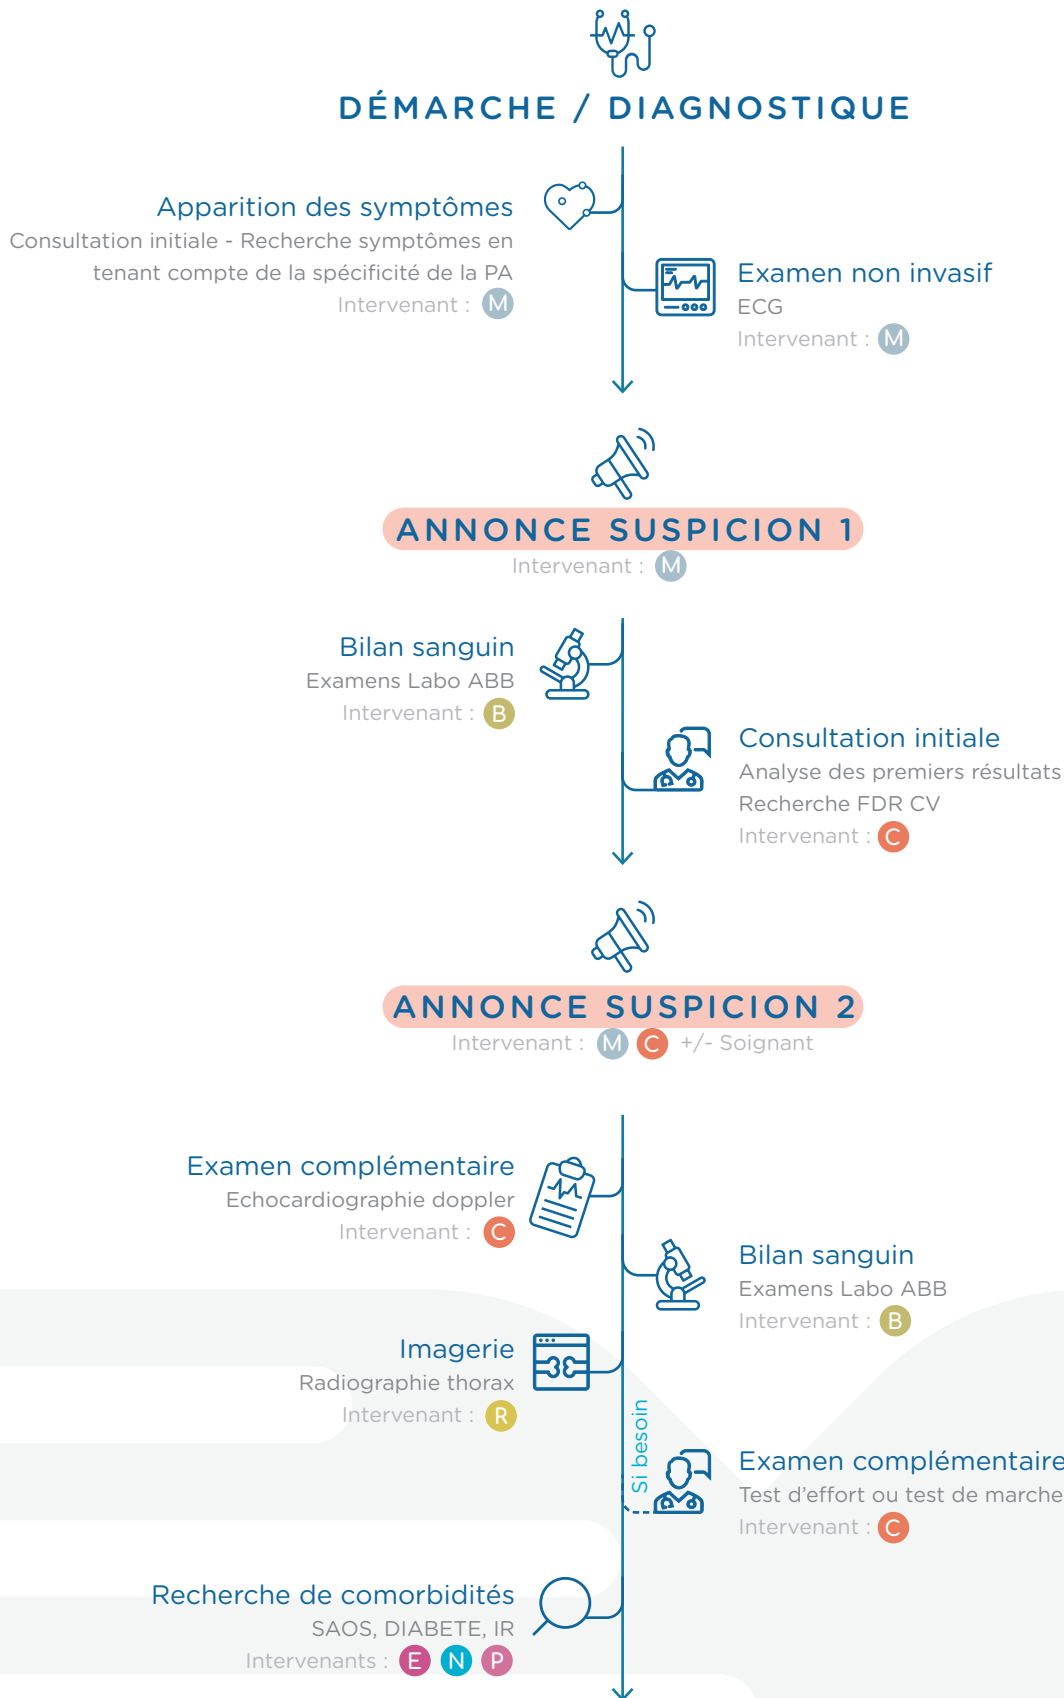 DÉMARCHE / DIAGNOSTIQUE
Apparition des symptômes
Consultation initiale - Recherche symptômes en
tenant compte de la spécificité de la PA
Intervenant : M
Examen non invasif
ECG
Intervenant : M
ANNONCE SUSPICION 1
Intervenant : M
Bilan sanguin
Examens Labo ABB
Intervenant : B
Consultation initiale
Analyse des premiers résultats
Recherche FDR CV
Intervenant : C
ANNONCE SUSPICION 2
Intervenant : M C +/- Soignant
Examen complémentaire
Echocardiographie doppler
Intervenant : C
Bilan sanguin
Examens Labo ABB
Intervenant : B
Imagerie
Radiographie thorax
Intervenant : R
Si besoin
Examen complémentaire
Test d'effort ou test de marche
Intervenant : C
Recherche de comorbidités
SAOS, DIABETE, IR
Intervenants : E N P